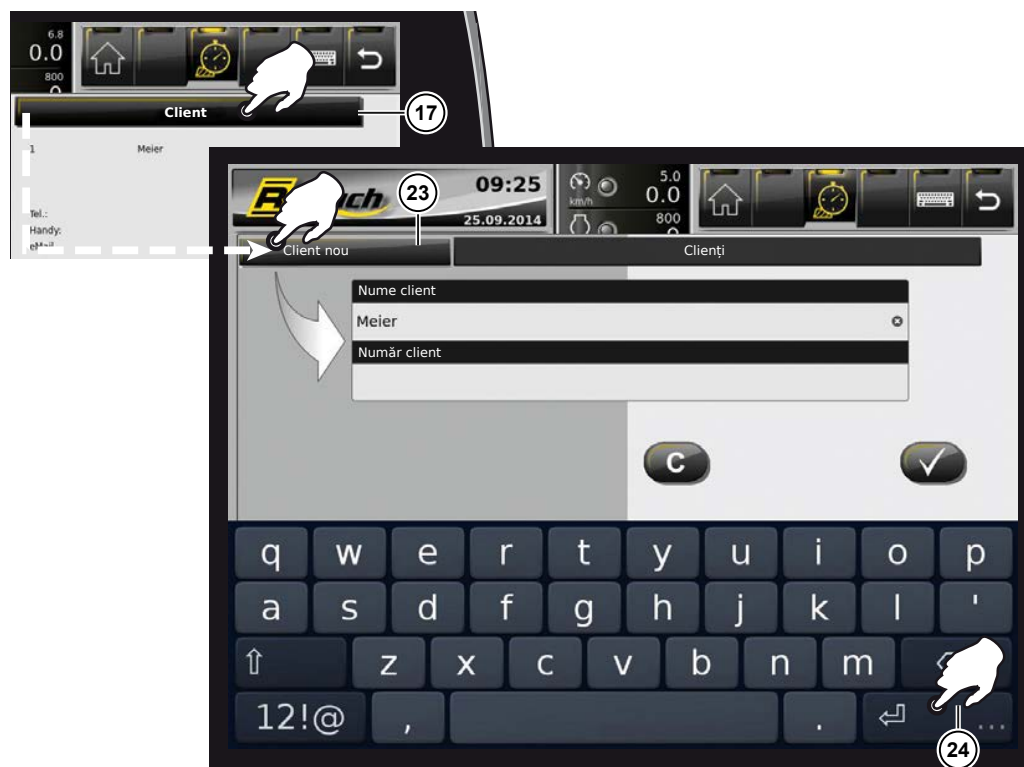 6.8
0.0
800
Client
17
1 Meier
Tel.:
Handy:
eMail
23
09:25
25.09.2014
km/h
5.0
0.0
800
Client nou
Clienți
Nume client
Meier
Număr client
C
q w e r t y u i o p
a s d f g h j k l '
⇧ z x c v b n m
12!@ , . ...
24